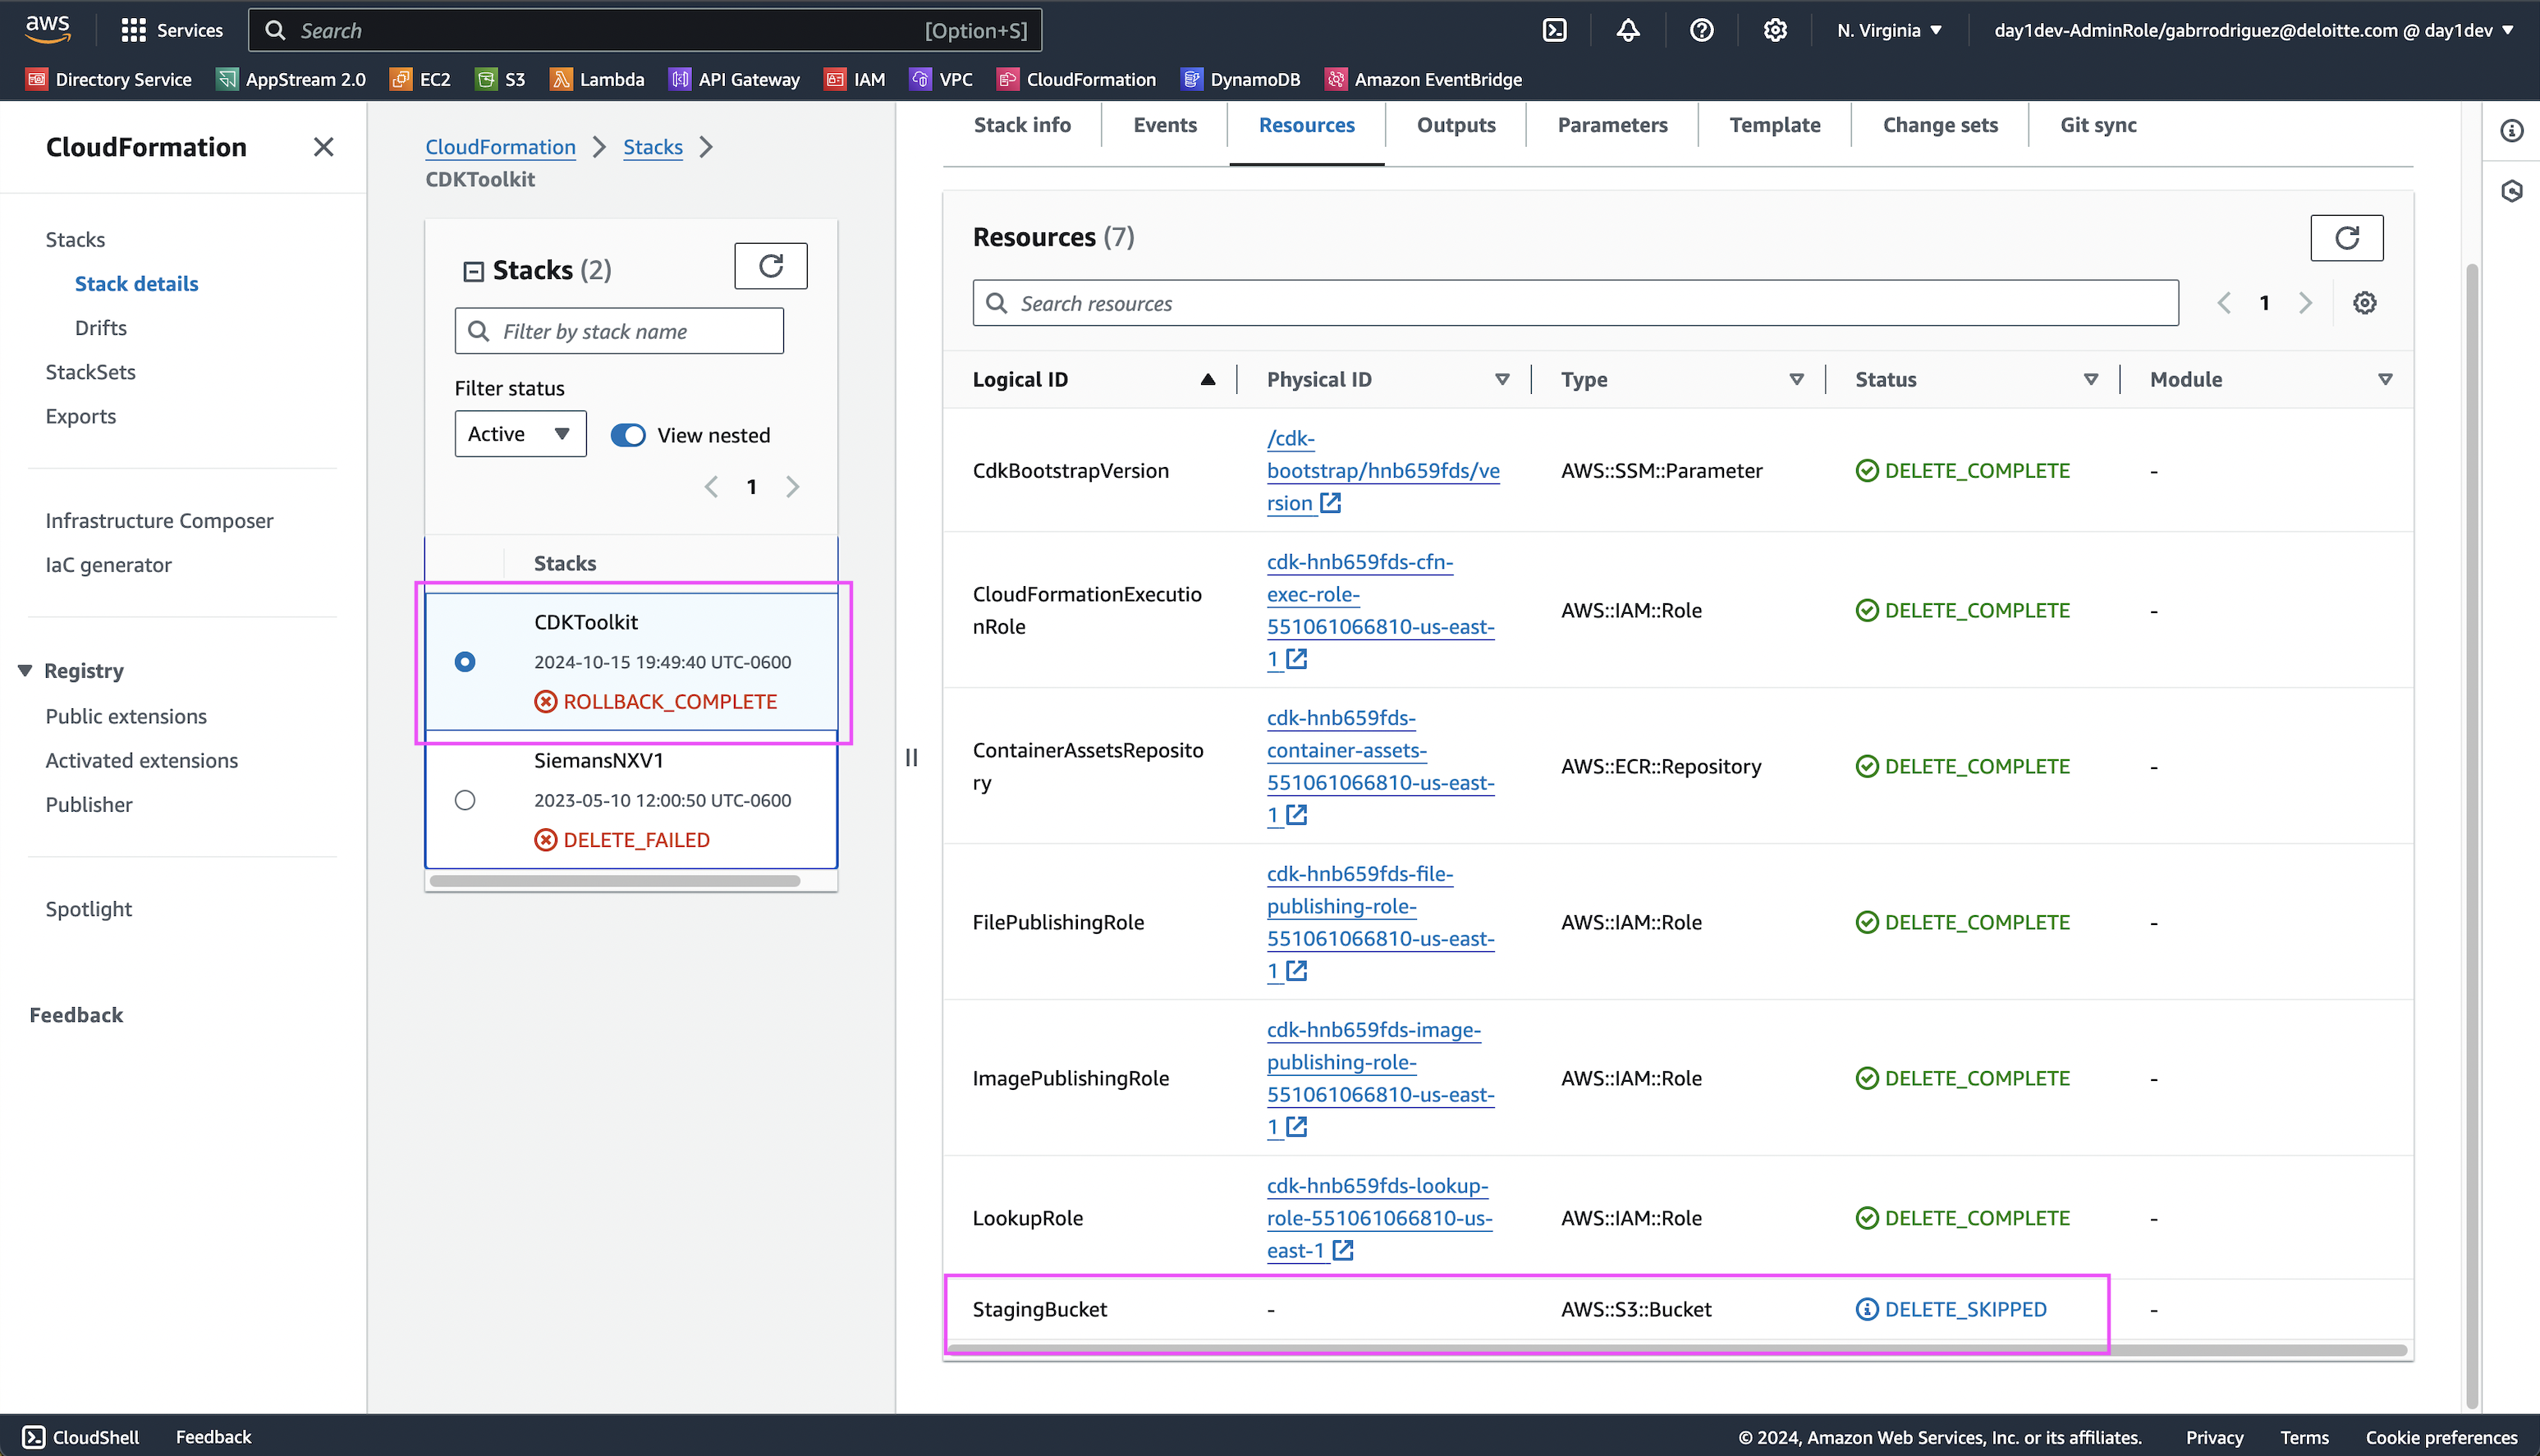 aws
Services
Search
[Option+S]
N. Virginia
day1dev-AdminRole/gabrrodriguez@deloitte.com @ day1dev
Directory Service
AppStream 2.0
EC2
S3
Lambda
API Gateway
IAM
VPC
CloudFormation
DynamoDB
Amazon EventBridge
CloudFormation
Stacks
Stack details
Drifts
StackSets
Exports
Infrastructure Composer
IaC generator
Registry
Public extensions
Activated extensions
Publisher
Spotlight
Feedback
CloudFormation
Stacks
CDKToolkit
Stacks (2)
Filter by stack name
Filter status
Active
View nested
1
Stacks
CDKToolkit
2024-10-15 19:49:40 UTC-0600
ROLLBACK_COMPLETE
SiemansNXV1
2023-05-10 12:00:50 UTC-0600
DELETE_FAILED
Stack info
Events
Resources
Outputs
Parameters
Template
Change sets
Git sync
Resources (7)
Search resources
1
Logical ID
Physical ID
Type
Status
Module
CdkBootstrapVersion
/cdk-
bootstrap/hnb659fds/ve
rsion
AWS::SSM::Parameter
DELETE_COMPLETE
-
CloudFormationExecutio
nRole
cdk-hnb659fds-cfn-
exec-role-
551061066810-us-east-
1
AWS::IAM::Role
DELETE_COMPLETE
-
ContainerAssetsReposito
ry
cdk-hnb659fds-
container-assets-
551061066810-us-east-
1
AWS::ECR::Repository
DELETE_COMPLETE
-
FilePublishingRole
cdk-hnb659fds-file-
publishing-role-
551061066810-us-east-
1
AWS::IAM::Role
DELETE_COMPLETE
-
ImagePublishingRole
cdk-hnb659fds-image-
publishing-role-
551061066810-us-east-
1
AWS::IAM::Role
DELETE_COMPLETE
-
LookupRole
cdk-hnb659fds-lookup-
role-551061066810-us-
east-1
AWS::IAM::Role
DELETE_COMPLETE
-
StagingBucket
-
AWS::S3::Bucket
DELETE_SKIPPED
-
CloudShell
Feedback
© 2024, Amazon Web Services, Inc. or its affiliates.
Privacy
Terms
Cookie preferences